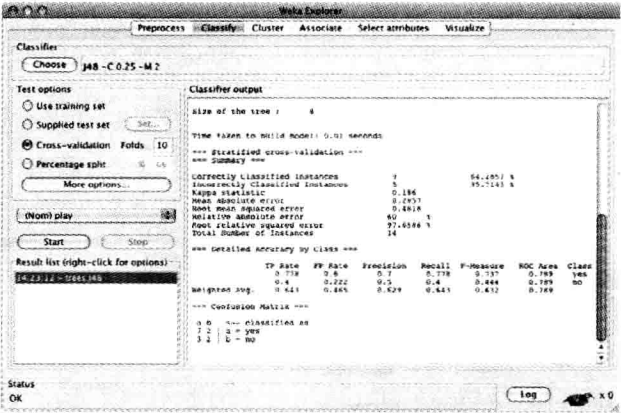 Weka Explorer
Preprocess Classify Cluster Associate Select attributes Visualize
Classifier
Choose J48 -C 0.25 -M 2
Test options
Use training set
Supplied test set Set...
Cross-validation Folds 10
Percentage split %
More options...
(Nom) play
Start Stop
Result list (right-click for options)
14:23:12 - trees.J48
Classifier output
Size of the tree : 8
Time taken to build model: 0.01 seconds
=== Stratified cross-validation ===
=== Summary ===
Correctly Classified Instances 9 64.2857 %
Incorrectly Classified Instances 5 35.7143 %
Kappa statistic 0.186
Mean absolute error 0.2857
Root mean squared error 0.4818
Relative absolute error 60 %
Root relative squared error 97.6586 %
Total Number of Instances 14
=== Detailed Accuracy by Class ===
TP Rate FP Rate Precision Recall F-Measure ROC Area Class
0.778 0.6 0.7 0.778 0.737 0.789 yes
0.4 0.222 0.5 0.4 0.444 0.789 no
Weighted Avg. 0.643 0.465 0.629 0.643 0.632 0.789
=== Confusion Matrix ===
a b <-- classified as
7 2 | a = yes
3 2 | b = no
Status
OK
Log x 0